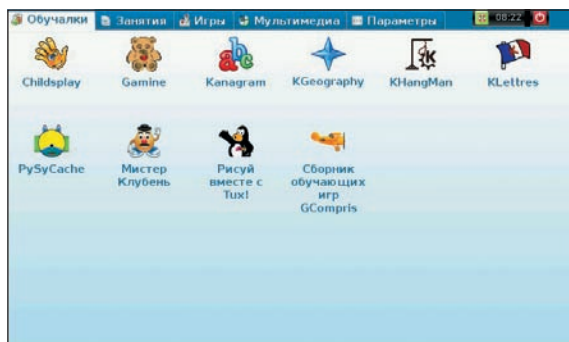 Обучалки Занятия Игры Мультимедиа Параметры 08:22
Childsplay Gamine Kanagram KGeography KHangMan KLettres
PySyCache Мистер Рисуй Сборник
Клубень вместе с обучающих
Tux! игр
GCompris